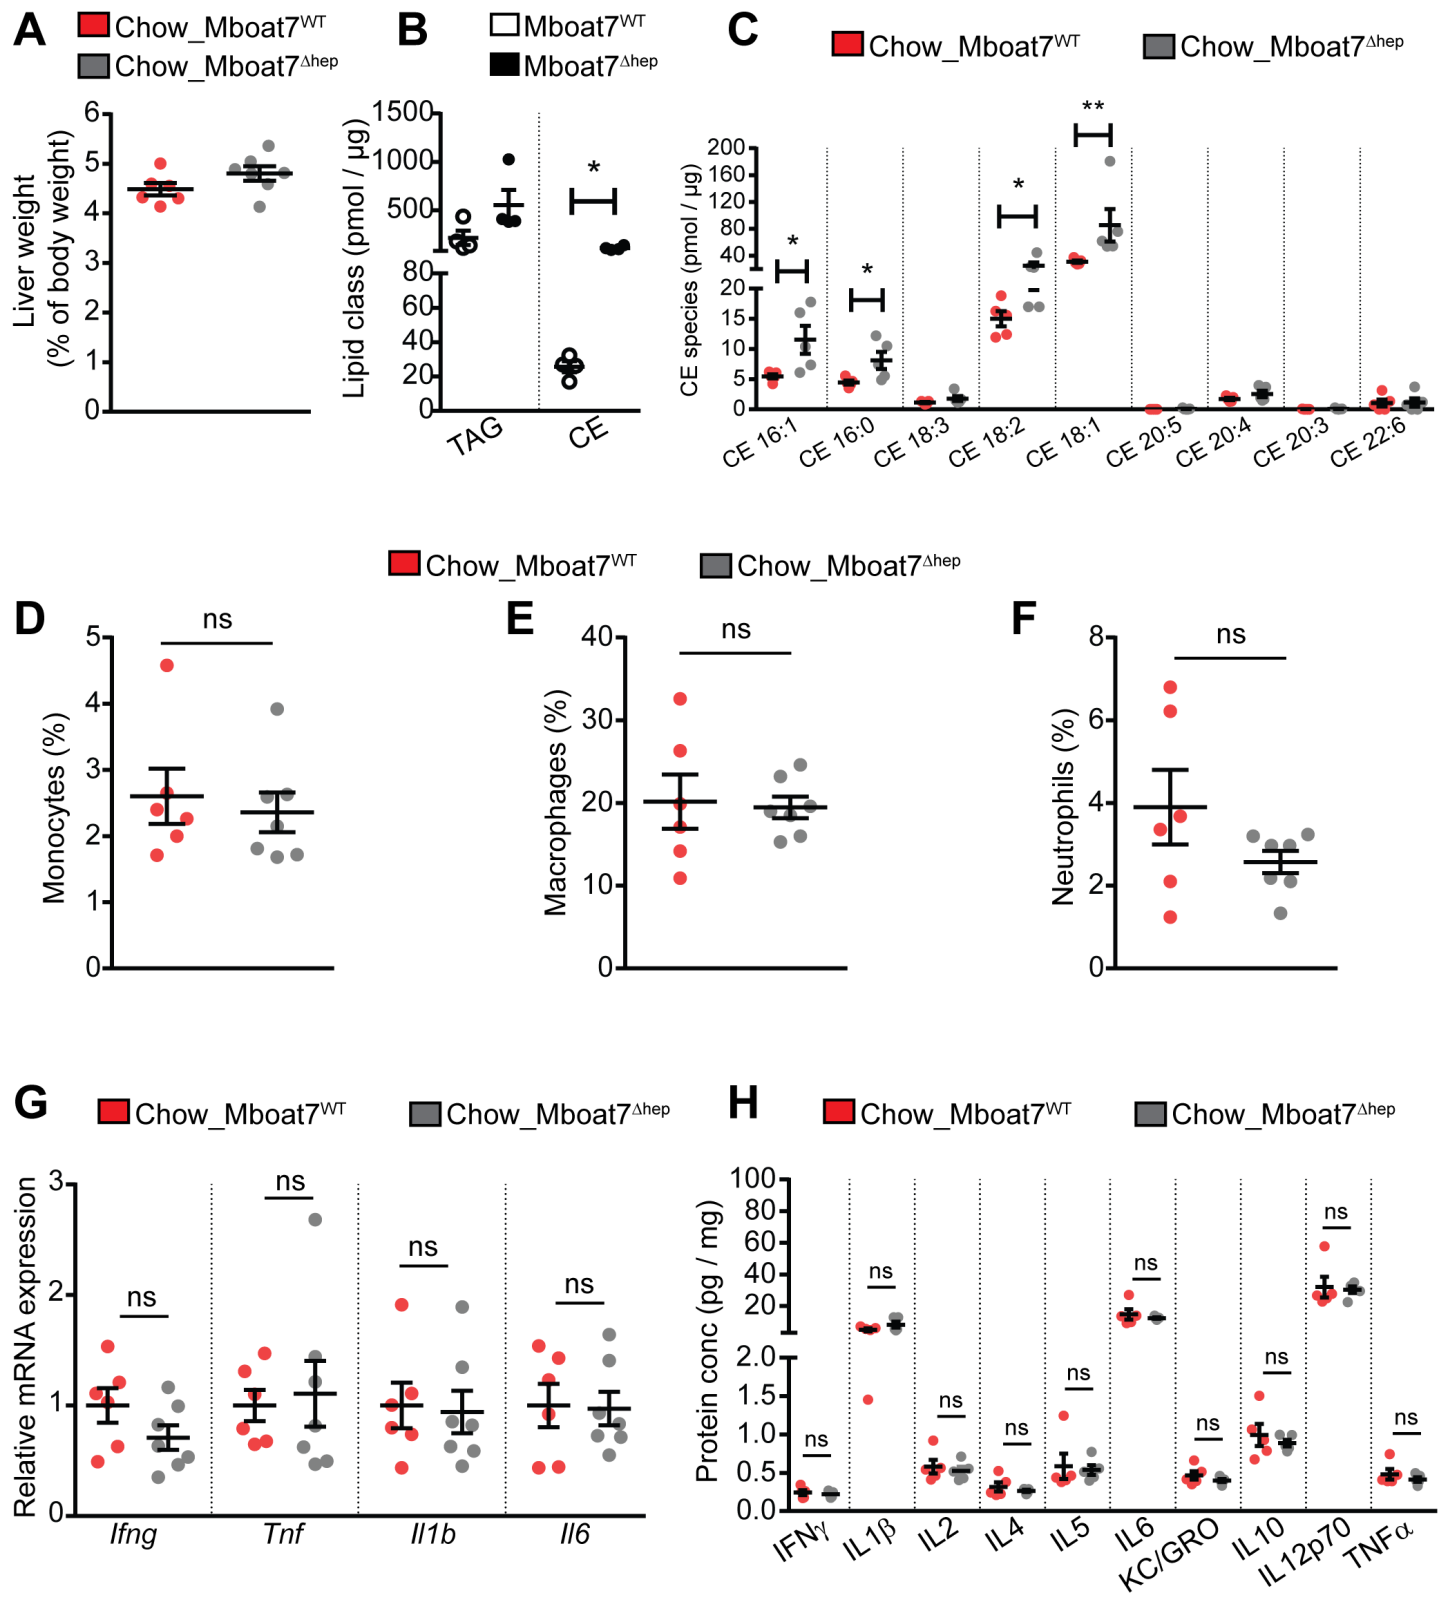 A
Chow_Mboat7WT
Chow_Mboat7Δhep
Liver weight
(% of body weight)
6
5
4
3
2
1
0
B
Mboat7WT
Mboat7Δhep
Lipid class (pmol / µg)
1500
1000
500
80
60
40
20
0
*
TAG
CE
C
Chow_Mboat7WT
Chow_Mboat7Δhep
CE species (pmol / µg)
200
160
120
80
40
20
15
10
5
0
*
*
*
**
CE 16:1
CE 16:0
CE 18:3
CE 18:2
CE 18:1
CE 20:5
CE 20:4
CE 20:3
CE 22:6
Chow_Mboat7WT
Chow_Mboat7Δhep
D
Monocytes (%)
5
4
3
2
1
0
ns
E
Macrophages (%)
40
30
20
10
0
ns
F
Neutrophils (%)
8
6
4
2
0
ns
G
Chow_Mboat7WT
Chow_Mboat7Δhep
Relative mRNA expression
3
2
1
0
ns
ns
ns
ns
Ifng
Tnf
Il1b
Il6
H
Chow_Mboat7WT
Chow_Mboat7Δhep
Protein conc (pg / mg)
100
80
60
40
20
2.0
1.5
1.0
0.5
0.0
ns
ns
ns
ns
ns
ns
ns
ns
ns
ns
IFNγ
IL1β
IL2
IL4
IL5
IL6
KC/GRO
IL10
IL12p70
TNFα